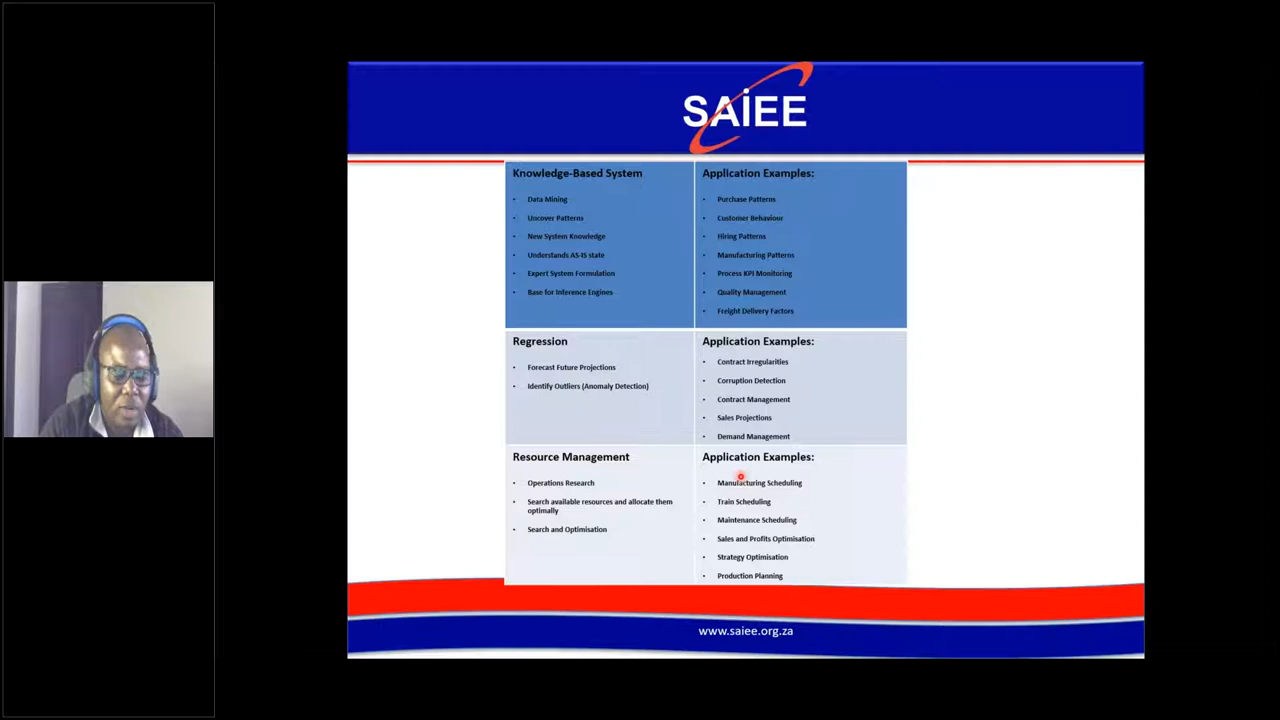 SAiEE
Knowledge-Based System
• Data Mining
• Uncover Patterns
• New System Knowledge
• Understands AS-IS state
• Expert System Formulation
• Base for Inference Engines
Application Examples:
• Purchase Patterns
• Customer Behaviour
• Hiring Patterns
• Manufacturing Patterns
• Process KPI Monitoring
• Quality Management
• Freight Delivery Factors
Regression
• Forecast Future Projections
• Identify Outliers (Anomaly Detection)
Application Examples:
• Contract Irregularities
• Corruption Detection
• Contract Management
• Sales Projections
• Demand Management
Resource Management
• Operations Research
• Search available resources and allocate them
optimally
• Search and Optimisation
Application Examples:
• Manufacturing Scheduling
• Train Scheduling
• Maintenance Scheduling
• Sales and Profits Optimisation
• Strategy Optimisation
• Production Planning
www.saiee.org.za